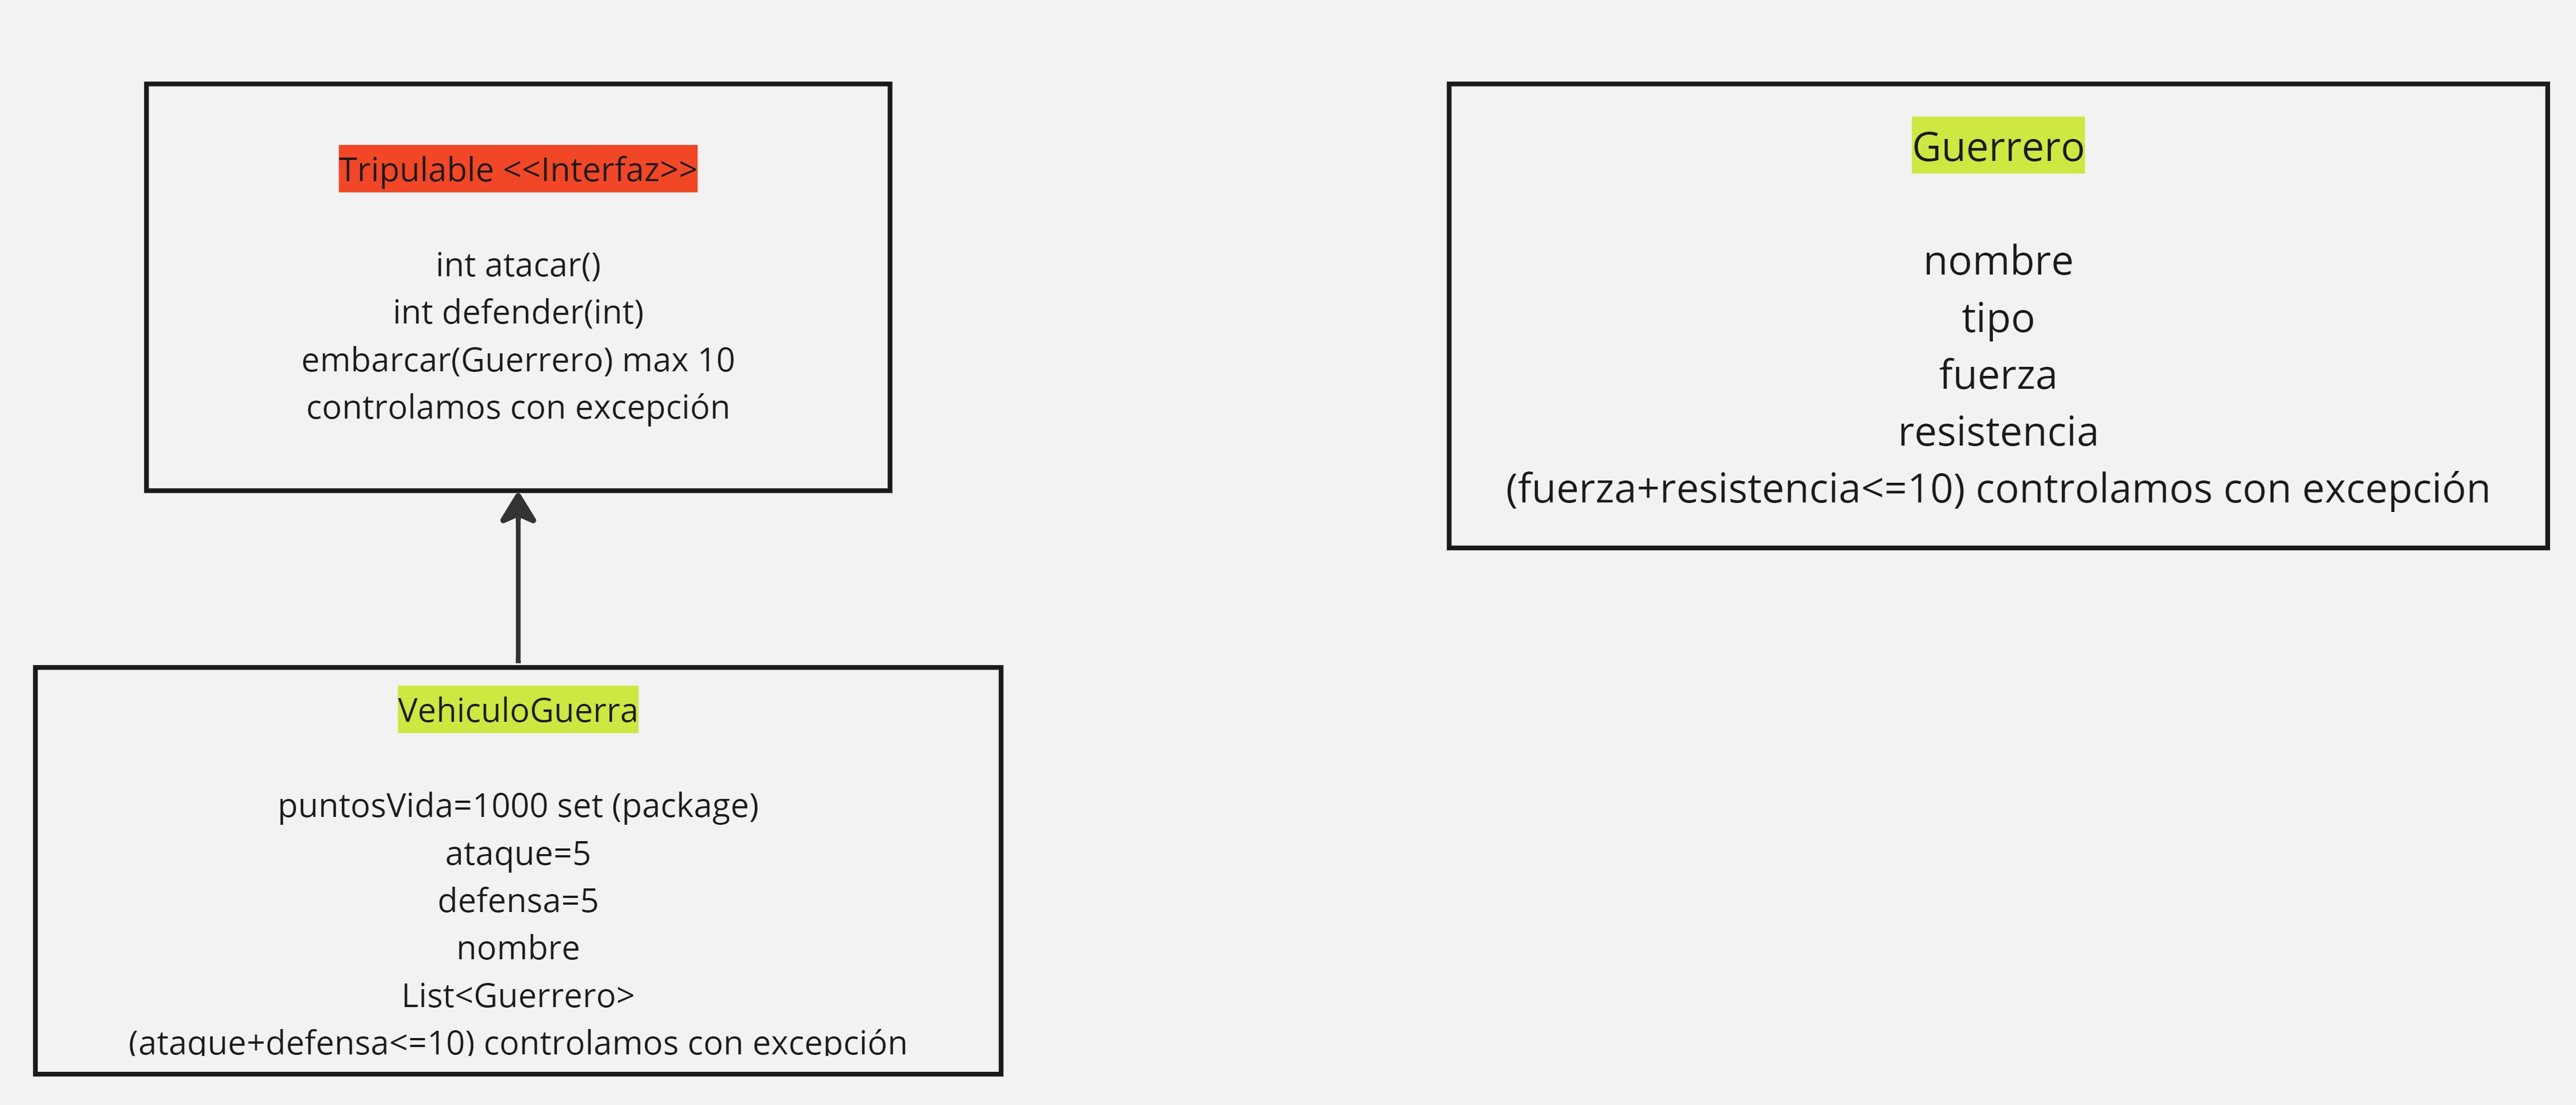 Tripulable <<Interfaz>>
int atacar()
int defender(int)
embarcar(Guerrero) max 10
controlamos con excepción
Guerrero
nombre
tipo
fuerza
resistencia
(fuerza+resistencia<=10) controlamos con excepción
VehiculoGuerra
puntosVida=1000 set (package)
ataque=5
defensa=5
nombre
List<Guerrero>
(ataque+defensa<=10) controlamos con excepción